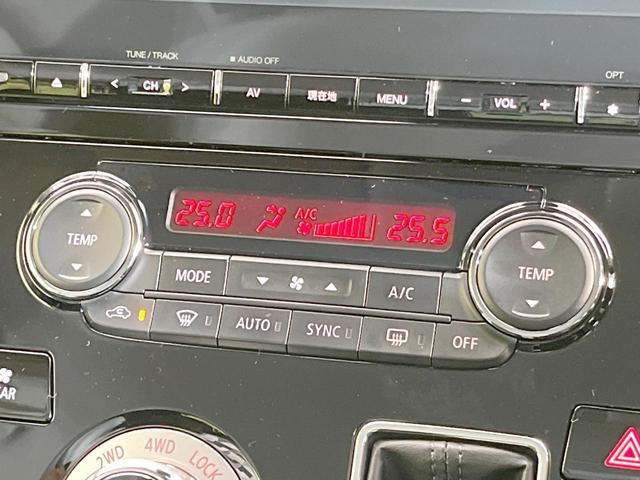 TUNE / TRACK
AUDIO OFF
OPT
< CH >
AV
現在地
MENU
− VOL +
25.0
A/C
25.5
TEMP
MODE
A/C
TEMP
AUTO
SYNC
OFF
2WD
4WD
LOCK